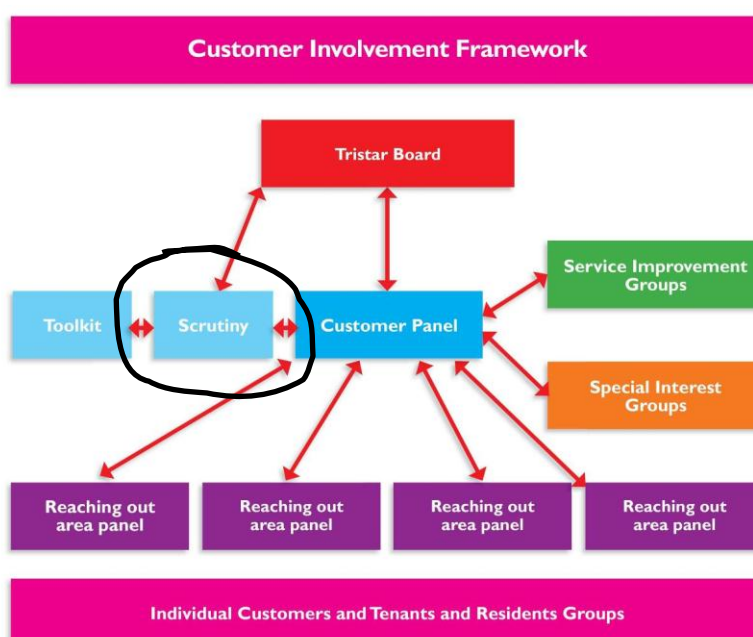 Customer Involvement Framework
Tristar Board
Service Improvement
Groups
Toolkit
Scrutiny
Customer Panel
Special Interest
Groups
Reaching out
area panel
Reaching out
area panel
Reaching out
area panel
Reaching out
area panel
Individual Customers and Tenants and Residents Groups